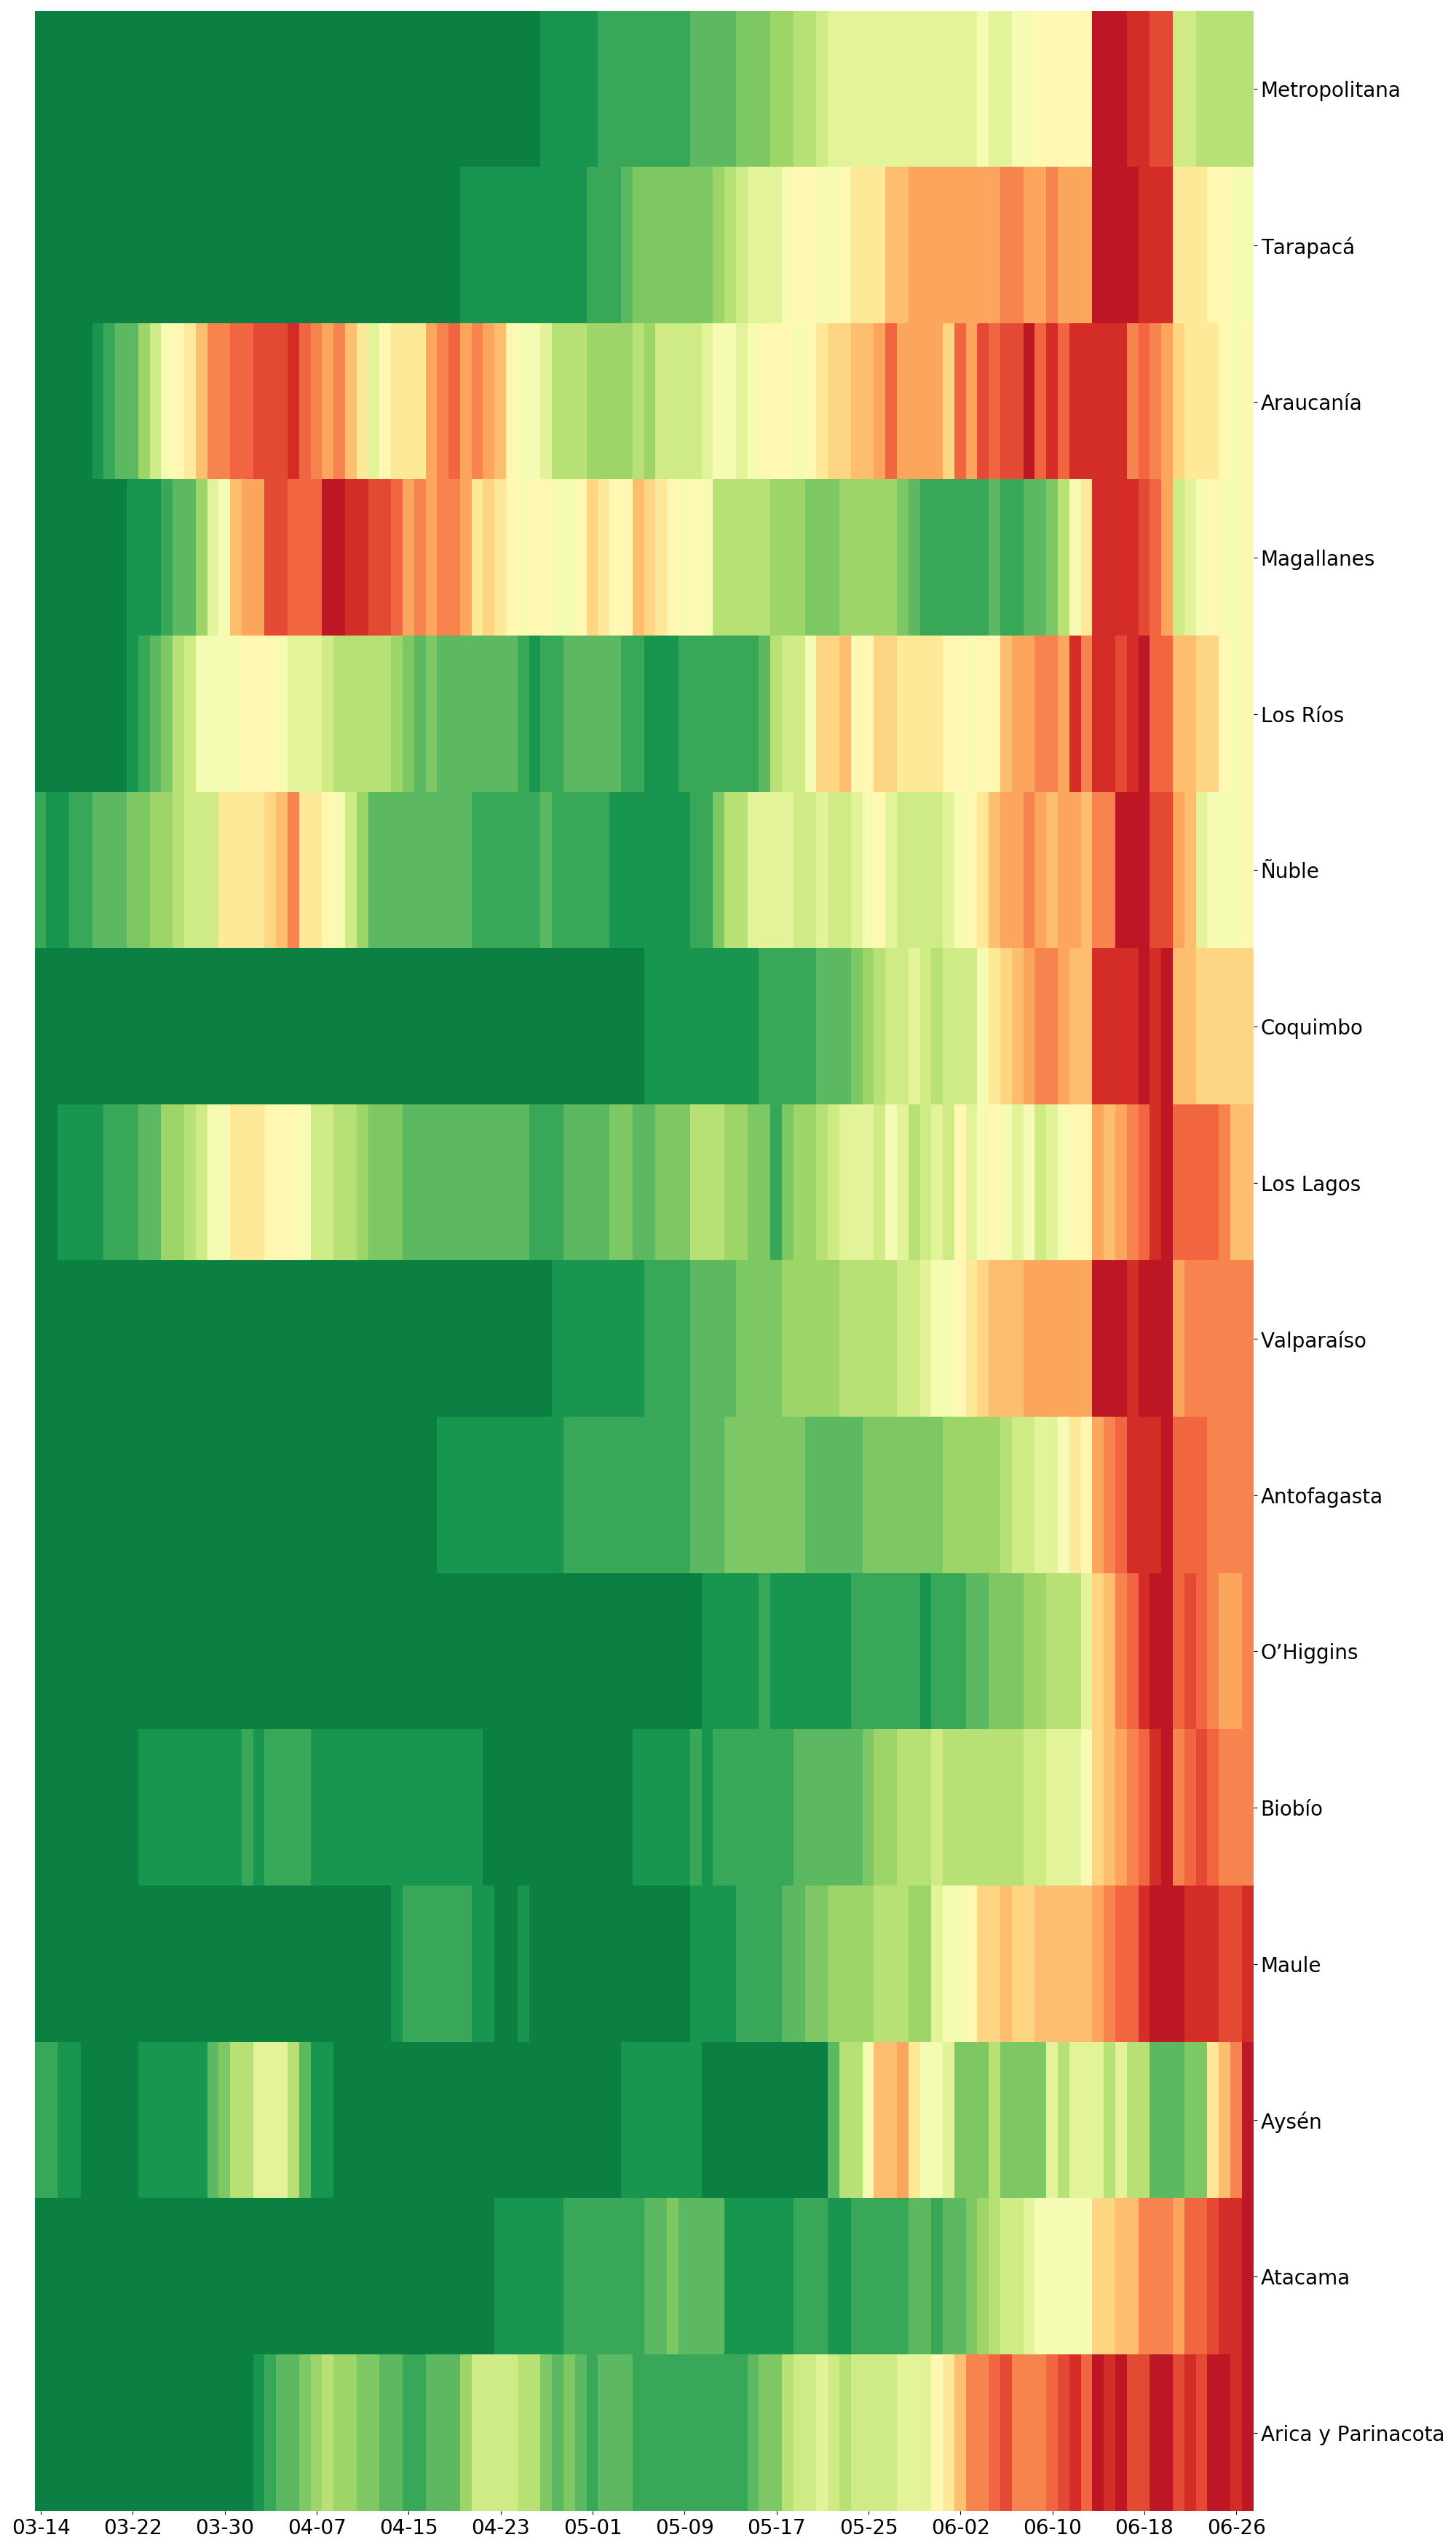 Metropolitana
Tarapacá
Araucanía
Magallanes
Los Ríos
Ñuble
Coquimbo
Los Lagos
Valparaíso
Antofagasta
O’Higgins
Biobío
Maule
Aysén
Atacama
Arica y Parinacota
03-14 03-22 03-30 04-07 04-15 04-23 05-01 05-09 05-17 05-25 06-02 06-10 06-18 06-26